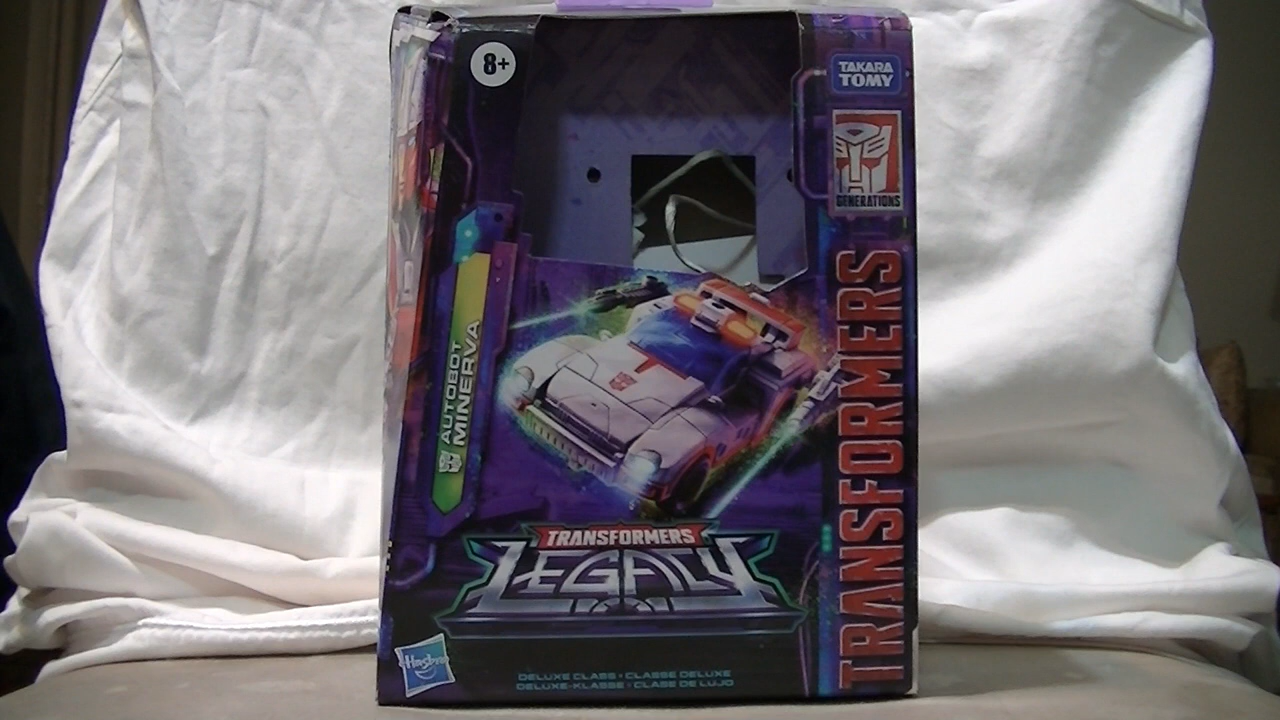 8+
TAKARA
TOMY
GENERATIONS
TRANSFORMERS
AUTOBOT
MINERVA
TRANSFORMERS
LEGACY
Hasbro
DELUXE CLASS • CLASSE DELUXE
DELUXE-KLASSE • CLASE DE LUJO